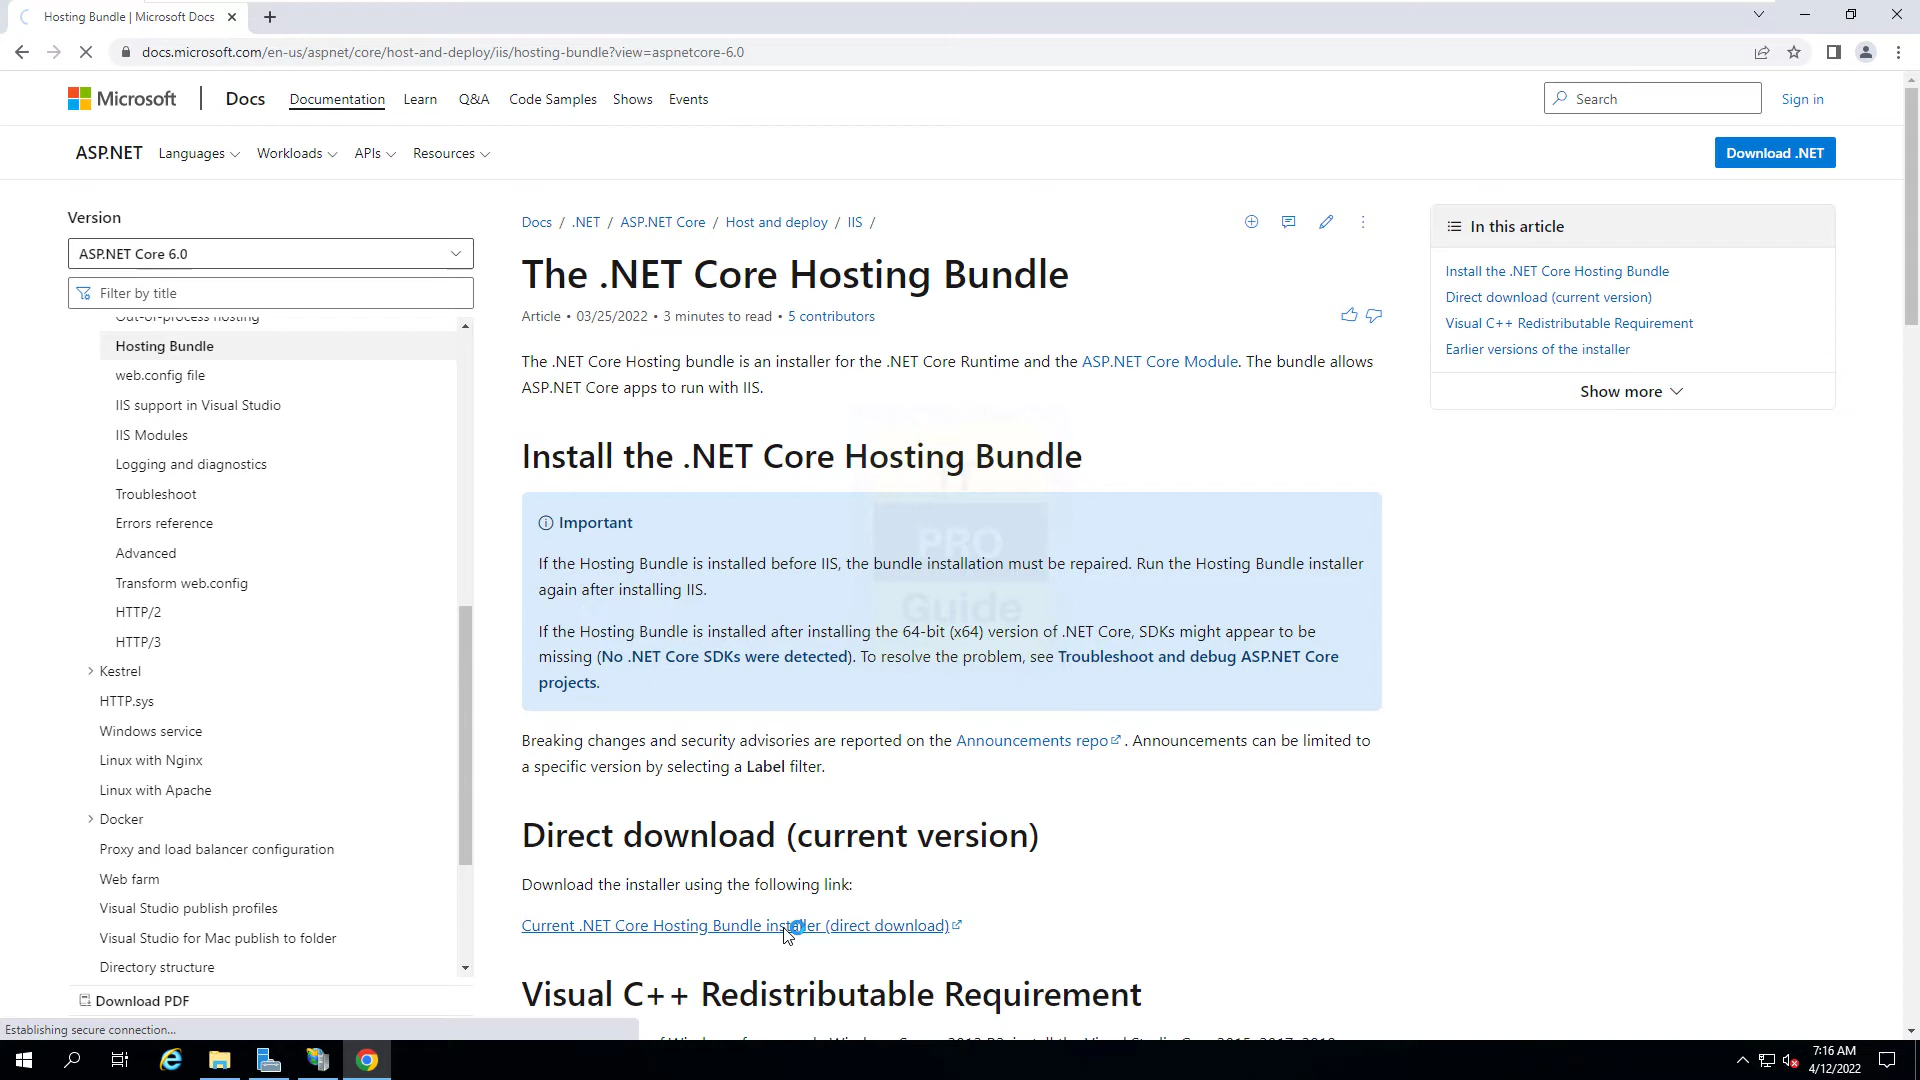 Hosting Bundle | Microsoft Docs
docs.microsoft.com/en-us/aspnet/core/host-and-deploy/iis/hosting-bundle?view=aspnetcore-6.0
Microsoft
Docs
Documentation
Learn
Q&A
Code Samples
Shows
Events
Search
Sign in
ASP.NET
Languages
Workloads
APIs
Resources
Download .NET
Version
ASP.NET Core 6.0
Filter by title
Out-of-process hosting
Hosting Bundle
web.config file
IIS support in Visual Studio
IIS Modules
Logging and diagnostics
Troubleshoot
Errors reference
Advanced
Transform web.config
HTTP/2
HTTP/3
Kestrel
HTTP.sys
Windows service
Linux with Nginx
Linux with Apache
Docker
Proxy and load balancer configuration
Web farm
Visual Studio publish profiles
Visual Studio for Mac publish to folder
Directory structure
Download PDF
Docs / .NET / ASP.NET Core / Host and deploy / IIS /
The .NET Core Hosting Bundle
Article • 03/25/2022 • 3 minutes to read • 5 contributors
The .NET Core Hosting bundle is an installer for the .NET Core Runtime and the ASP.NET Core Module. The bundle allows
ASP.NET Core apps to run with IIS.
Install the .NET Core Hosting Bundle
Important
If the Hosting Bundle is installed before IIS, the bundle installation must be repaired. Run the Hosting Bundle installer
again after installing IIS.
If the Hosting Bundle is installed after installing the 64-bit (x64) version of .NET Core, SDKs might appear to be
missing (No .NET Core SDKs were detected). To resolve the problem, see Troubleshoot and debug ASP.NET Core
projects.
PRO
Guide
Breaking changes and security advisories are reported on the Announcements repo. Announcements can be limited to
a specific version by selecting a Label filter.
Direct download (current version)
Download the installer using the following link:
Current .NET Core Hosting Bundle installer (direct download)
Visual C++ Redistributable Requirement
In this article
Install the .NET Core Hosting Bundle
Direct download (current version)
Visual C++ Redistributable Requirement
Earlier versions of the installer
Show more
Establishing secure connection...
7:16 AM
4/12/2022